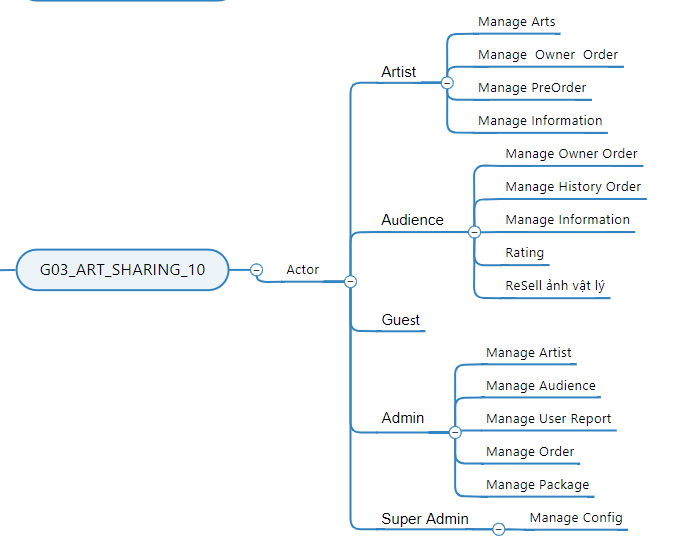 G03_ART_SHARING_10
Actor
Artist
Manage Arts
Manage Owner Order
Manage PreOrder
Manage Information
Audience
Manage Owner Order
Manage History Order
Manage Information
Rating
ReSell ảnh vật lý
Guest
Admin
Manage Artist
Manage Audience
Manage User Report
Manage Order
Manage Package
Super Admin
Manage Config